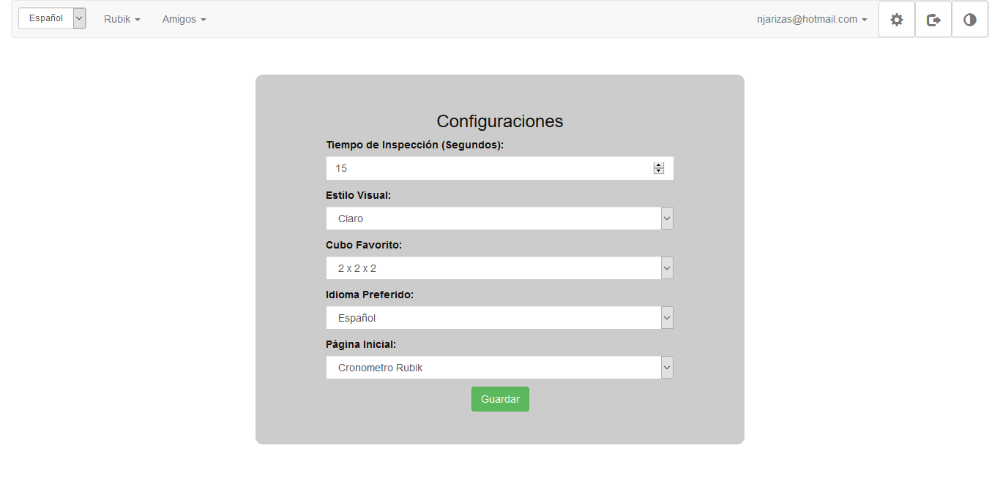 Español Rubik Amigos njarizas@hotmail.com
Configuraciones
Tiempo de Inspección (Segundos):
15
Estilo Visual:
Claro
Cubo Favorito:
2 x 2 x 2
Idioma Preferido:
Español
Página Inicial:
Cronometro Rubik
Guardar